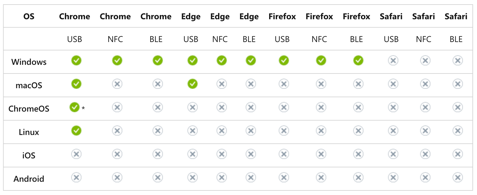 OS Chrome Chrome Chrome Edge Edge Edge Firefox Firefox Firefox Safari Safari Safari
USB NFC BLE USB NFC BLE USB NFC BLE USB NFC BLE
Windows
macOS
ChromeOS *
Linux
iOS
Android